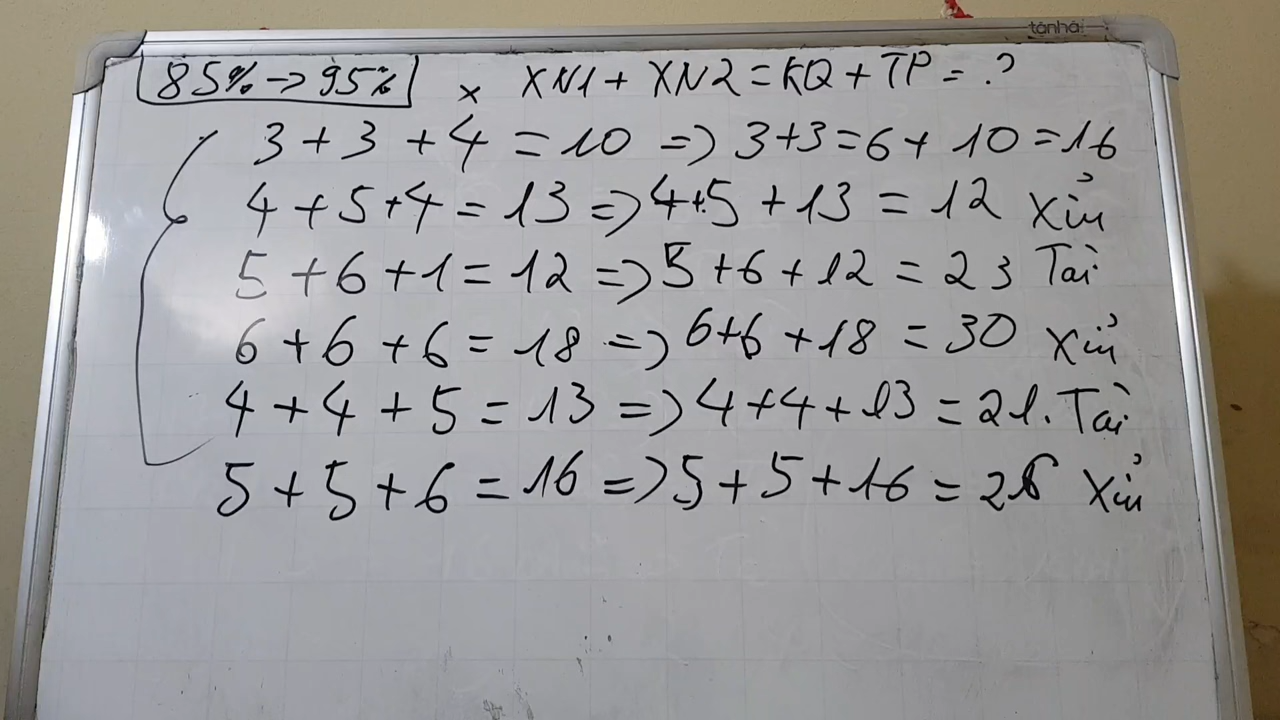 tânhà
85% → 95% x XN1 + XN2 = KQ + TP = ?
3 + 3 + 4 = 10 => 3+3 = 6 + 10 = 16
4 + 5 + 4 = 13 => 4+5 + 13 = 12 Xỉu
5 + 6 + 1 = 12 => 5 + 6 + 12 = 23 Tài
6 + 6 + 6 = 18 => 6+6 + 18 = 30 Xỉu
4 + 4 + 5 = 13 => 4 + 4 + 13 = 21. Tài
5 + 5 + 6 = 16 => 5 + 5 + 16 = 26 Xỉu